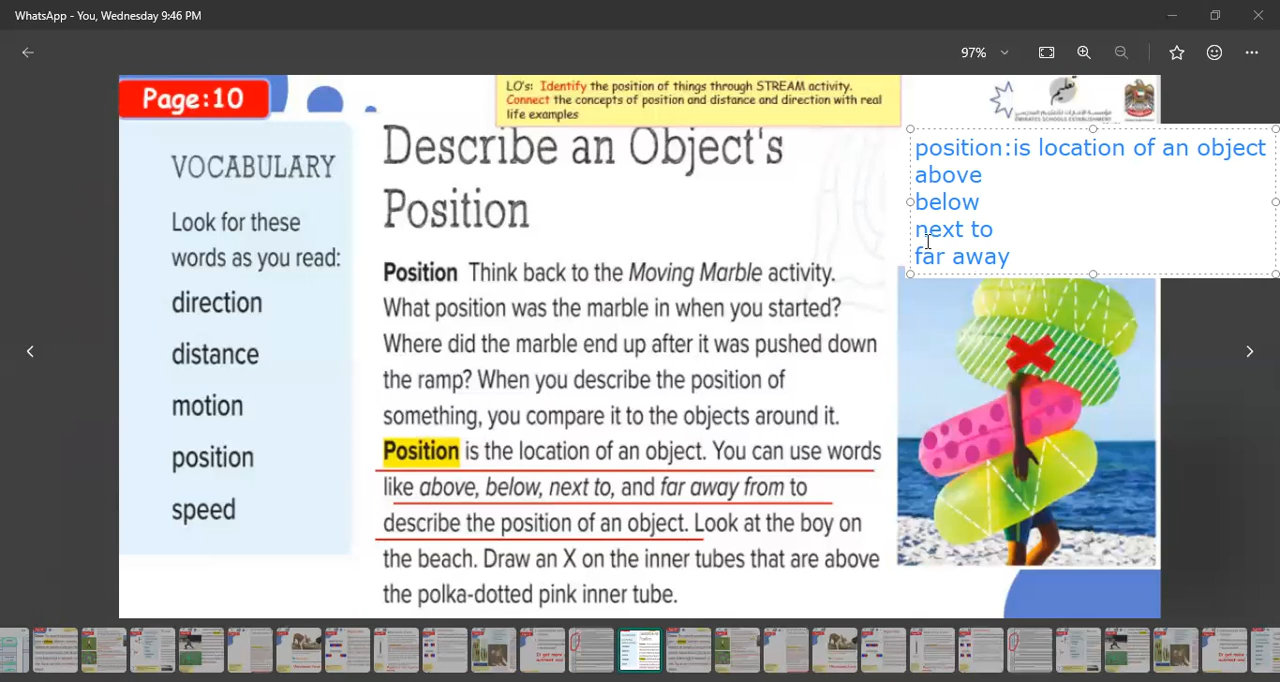 WhatsApp - You, Wednesday 9:46 PM
97%
Page:10
LO's: Identify the position of things through STREAM activity.
Connect the concepts of position and distance and direction with real
life examples
مؤسسة الإمارات للتعليم المدرسي
EMIRATES SCHOOLS ESTABLISHMENT
VOCABULARY
Look for these
words as you read:
direction
distance
motion
position
speed
Describe an Object's
Position
Position Think back to the Moving Marble activity.
What position was the marble in when you started?
Where did the marble end up after it was pushed down
the ramp? When you describe the position of
something, you compare it to the objects around it.
Position is the location of an object. You can use words
like above, below, next to, and far away from to
describe the position of an object. Look at the boy on
the beach. Draw an X on the inner tubes that are above
the polka-dotted pink inner tube.
position:is location of an object
above
below
next to
far away